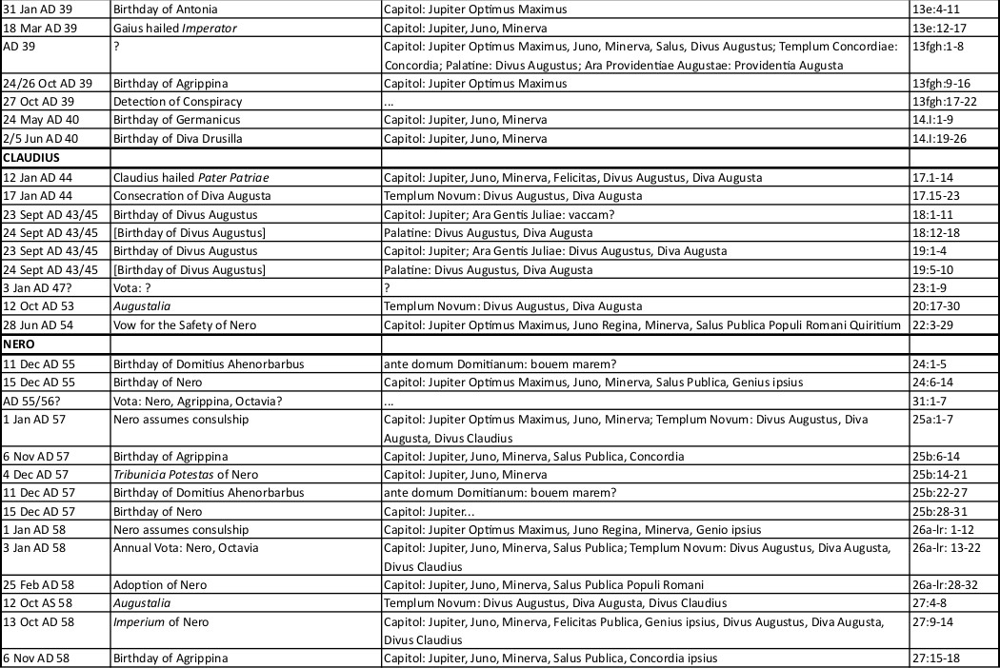 31 Jan AD 39 Birthday of Antonia Capitol: Jupiter Optimus Maximus 13e:4-11
18 Mar AD 39 Gaius hailed Imperator Capitol: Jupiter, Juno, Minerva 13e:12-17
AD 39 ? Capitol: Jupiter Optimus Maximus, Juno, Minerva, Salus, Divus Augustus; Templum Concordiae: 13fgh:1-8
Concordia; Palatine: Divus Augustus; Ara Providentiae Augustae: Providentia Augusta
24/26 Oct AD 39 Birthday of Agrippina Capitol: Jupiter Optimus Maximus 13fgh:9-16
27 Oct AD 39 Detection of Conspiracy ... 13fgh:17-22
24 May AD 40 Birthday of Germanicus Capitol: Jupiter, Juno, Minerva 14.I:1-9
2/5 Jun AD 40 Birthday of Diva Drusilla Capitol: Jupiter, Juno, Minerva 14.I:19-26
CLAUDIUS
12 Jan AD 44 Claudius hailed Pater Patriae Capitol: Jupiter, Juno, Minerva, Felicitas, Divus Augustus, Diva Augusta 17.1-14
17 Jan AD 44 Consecration of Diva Augusta Templum Novum: Divus Augustus, Diva Augusta 17.15-23
23 Sept AD 43/45 Birthday of Divus Augustus Capitol: Jupiter; Ara Gentis Juliae: vaccam? 18:1-11
24 Sept AD 43/45 [Birthday of Divus Augustus] Palatine: Divus Augustus, Diva Augusta 18:12-18
23 Sept AD 43/45 Birthday of Divus Augustus Capitol: Jupiter; Ara Gentis Juliae: Divus Augustus, Diva Augusta 19:1-4
24 Sept AD 43/45 [Birthday of Divus Augustus] Palatine: Divus Augustus, Diva Augusta 19:5-10
3 Jan AD 47? Vota: ? ? 23:1-9
12 Oct AD 53 Augustalia Templum Novum: Divus Augustus, Diva Augusta 20:17-30
28 Jun AD 54 Vow for the Safety of Nero Capitol: Jupiter Optimus Maximus, Juno Regina, Minerva, Salus Publica Populi Romani Quiritium 22:3-29
NERO
11 Dec AD 55 Birthday of Domitius Ahenorbarbus ante domum Domitianum: bouem marem? 24:1-5
15 Dec AD 55 Birthday of Nero Capitol: Jupiter Optimus Maximus, Juno, Minerva, Salus Publica, Genius ipsius 24:6-14
AD 55/56? Vota: Nero, Agrippina, Octavia? ... 31:1-7
1 Jan AD 57 Nero assumes consulship Capitol: Jupiter Optimus Maximus, Juno, Minerva; Templum Novum: Divus Augustus, Diva 25a:1-7
Augusta, Divus Claudius
6 Nov AD 57 Birthday of Agrippina Capitol: Jupiter, Juno, Minerva, Salus Publica, Concordia 25b:6-14
4 Dec AD 57 Tribunicia Potestas of Nero Capitol: Jupiter, Juno, Minerva 25b:14-21
11 Dec AD 57 Birthday of Domitius Ahenorbarbus ante domum Domitianum: bouem marem? 25b:22-27
15 Dec AD 57 Birthday of Nero Capitol: Jupiter... 25b:28-31
1 Jan AD 58 Nero assumes consulship Capitol: Jupiter Optimus Maximus, Juno Regina, Minerva, Genio ipsius 26a-lr: 1-12
3 Jan AD 58 Annual Vota: Nero, Octavia Capitol: Jupiter, Juno, Minerva, Salus Publica; Templum Novum: Divus Augustus, Diva Augusta, 26a-lr: 13-22
Divus Claudius
25 Feb AD 58 Adoption of Nero Capitol: Jupiter, Juno, Minerva, Salus Publica Populi Romani 26a-lr:28-32
12 Oct AS 58 Augustalia Templum Novum: Divus Augustus, Diva Augusta, Divus Claudius 27:4-8
13 Oct AD 58 Imperium of Nero Capitol: Jupiter, Juno, Minerva, Felicitas Publica, Genius ipsius, Divus Augustus, Diva Augusta, 27:9-14
Divus Claudius
6 Nov AD 58 Birthday of Agrippina Capitol: Jupiter, Juno, Minerva, Salus Publica, Concordia ipsius 27:15-18